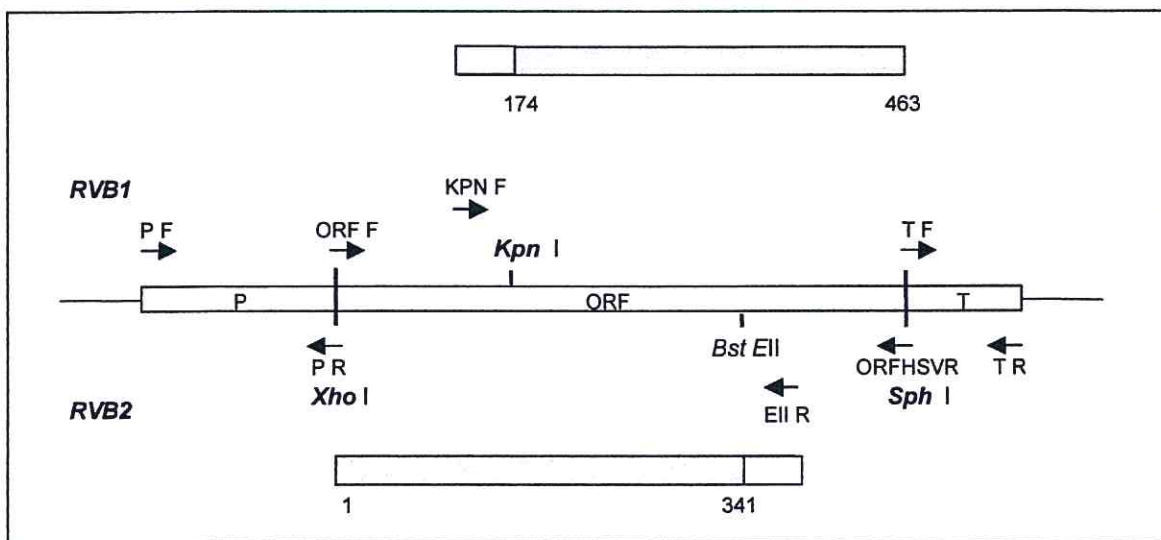 174 463
RVB1
KPN F
P F ORF F T F
Kpn I
P ORF T
Bst EII
P R ORFHSVR T R
Xho I Sph I
RVB2
EII R
1 341